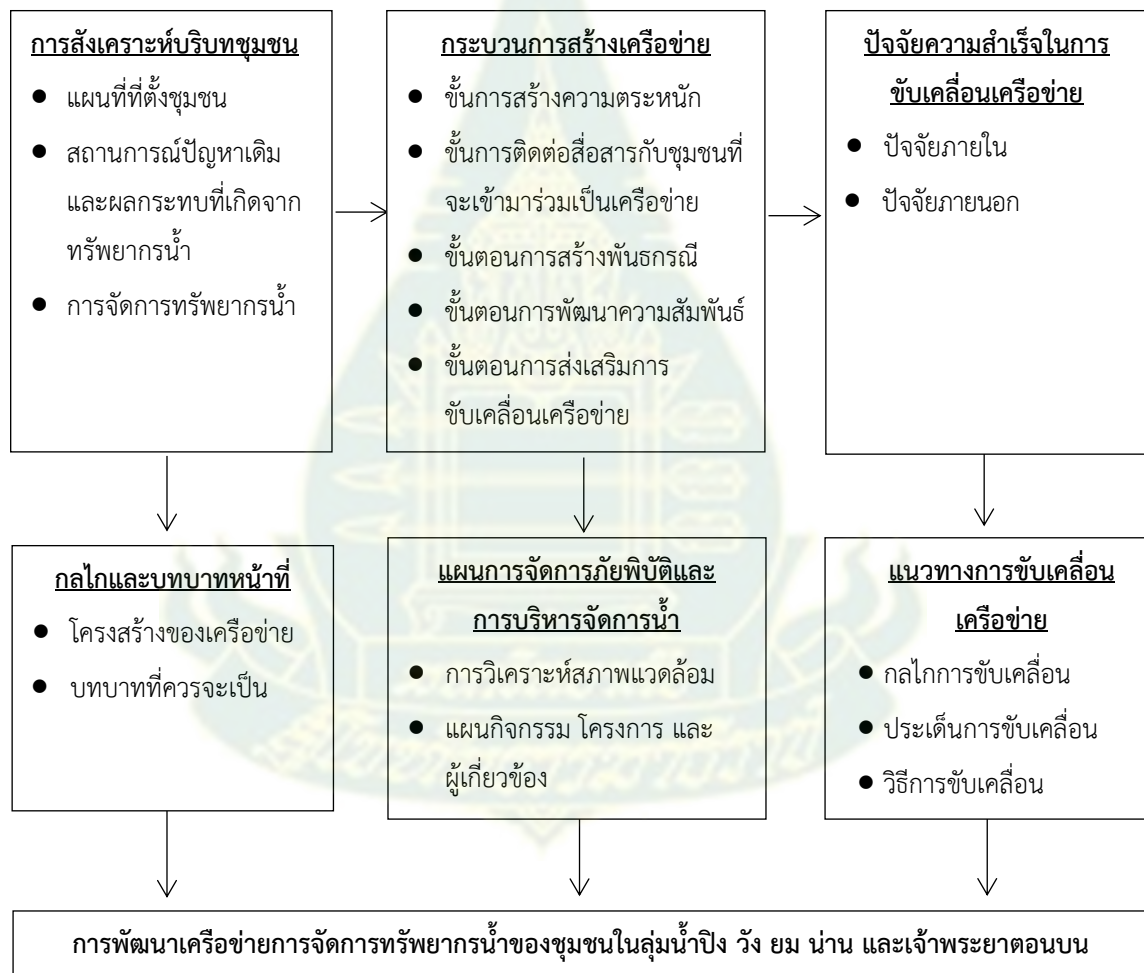 การสังเคราะห์บริบทชุมชน
● แผนที่ที่ตั้งชุมชน
● สถานการณ์ปัญหาเดิม
และผลกระทบที่เกิดจาก
ทรัพยากรน้ำ
● การจัดการทรัพยากรน้ำ
กระบวนการสร้างเครือข่าย
● ขั้นการสร้างความตระหนัก
● ขั้นการติดต่อสื่อสารกับชุมชนที่
จะเข้ามาร่วมเป็นเครือข่าย
● ขั้นตอนการสร้างพันธกรณี
● ขั้นตอนการพัฒนาความสัมพันธ์
● ขั้นตอนการส่งเสริมการ
ขับเคลื่อนเครือข่าย
ปัจจัยความสำเร็จในการ
ขับเคลื่อนเครือข่าย
● ปัจจัยภายใน
● ปัจจัยภายนอก
กลไกและบทบาทหน้าที่
● โครงสร้างของเครือข่าย
● บทบาทที่ควรจะเป็น
แผนการจัดการภัยพิบัติและ
การบริหารจัดการน้ำ
● การวิเคราะห์สภาพแวดล้อม
● แผนกิจกรรม โครงการ และ
ผู้เกี่ยวข้อง
แนวทางการขับเคลื่อน
เครือข่าย
● กลไกการขับเคลื่อน
● ประเด็นการขับเคลื่อน
● วิธีการขับเคลื่อน
การพัฒนาเครือข่ายการจัดการทรัพยากรน้ำของชุมชนในลุ่มน้ำปิง วัง ยม น่าน และเจ้าพระยาตอนบน